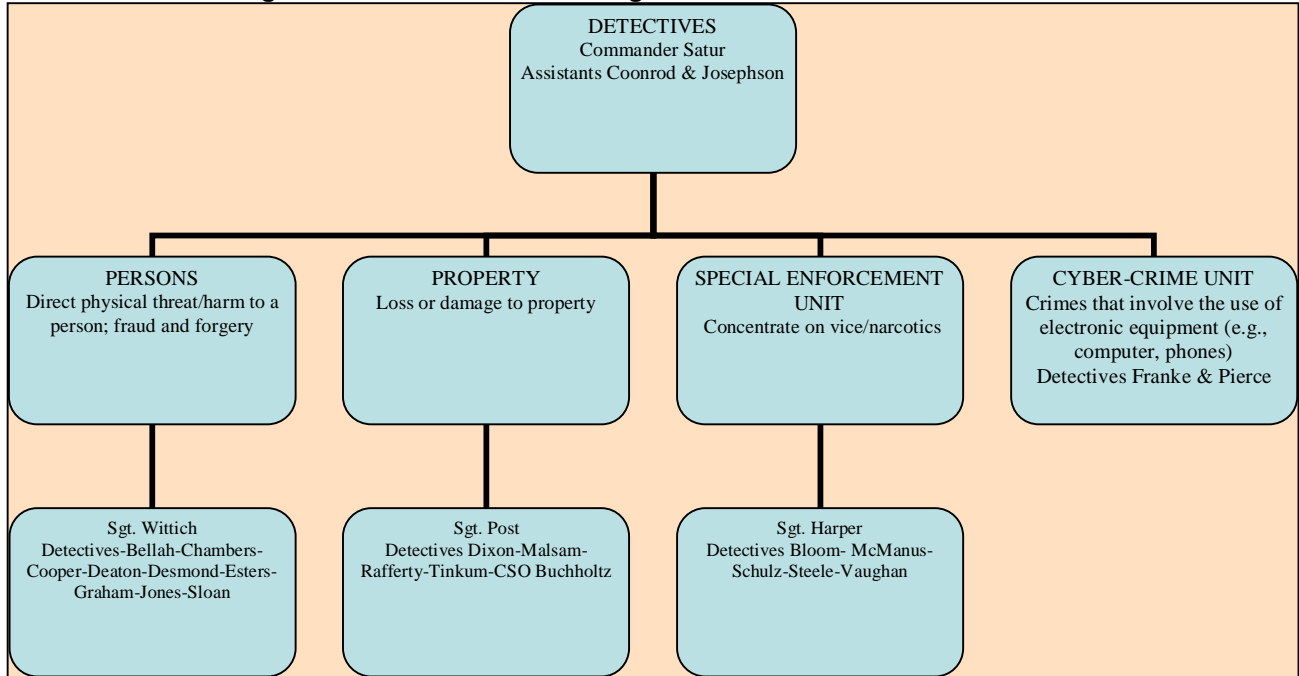 DETECTIVES
Commander Satur
Assistants Coonrod & Josephson
PERSONS
Direct physical threat/harm to a
person; fraud and forgery
PROPERTY
Loss or damage to property
SPECIAL ENFORCEMENT
UNIT
Concentrate on vice/narcotics
CYBER-CRIME UNIT
Crimes that involve the use of
electronic equipment (e.g.,
computer, phones)
Detectives Franke & Pierce
Sgt. Wittich
Detectives-Bellah-Chambers-
Cooper-Deaton-Desmond-Esters-
Graham-Jones-Sloan
Sgt. Post
Detectives Dixon-Malsam-
Rafferty-Tinkum-CSO Buchholtz
Sgt. Harper
Detectives Bloom- McManus-
Schulz-Steele-Vaughan